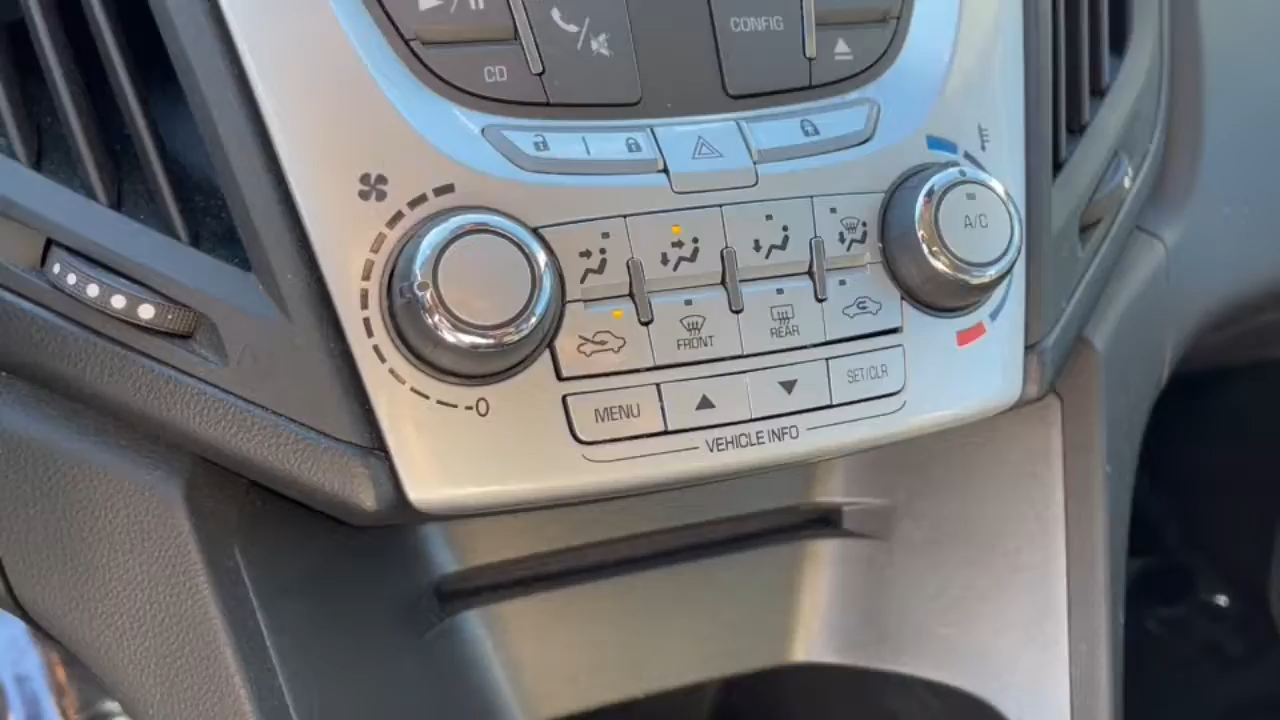 CONFIG
CD
A/C
FRONT
REAR
0
MENU
SET/CLR
VEHICLE INFO